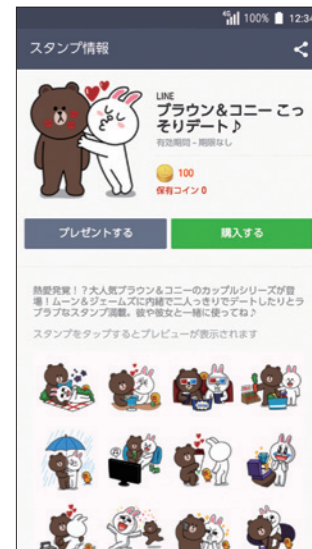 4G 100% 12:34
スタンプ情報
LINE
ブラウン＆コニー こっ
そりデート♪
有効期間 - 期限なし
100
保有コイン 0
プレゼントする
購入する
熱愛発覚！？大人気ブラウン＆コニーのカップルシリーズが登
場！ムーン＆ジェームズに内緒で二人っきりでデートしたりとラ
ブラブなスタンプ満載。彼や彼女と一緒に使ってね♪
スタンプをタップするとプレビューが表示されます